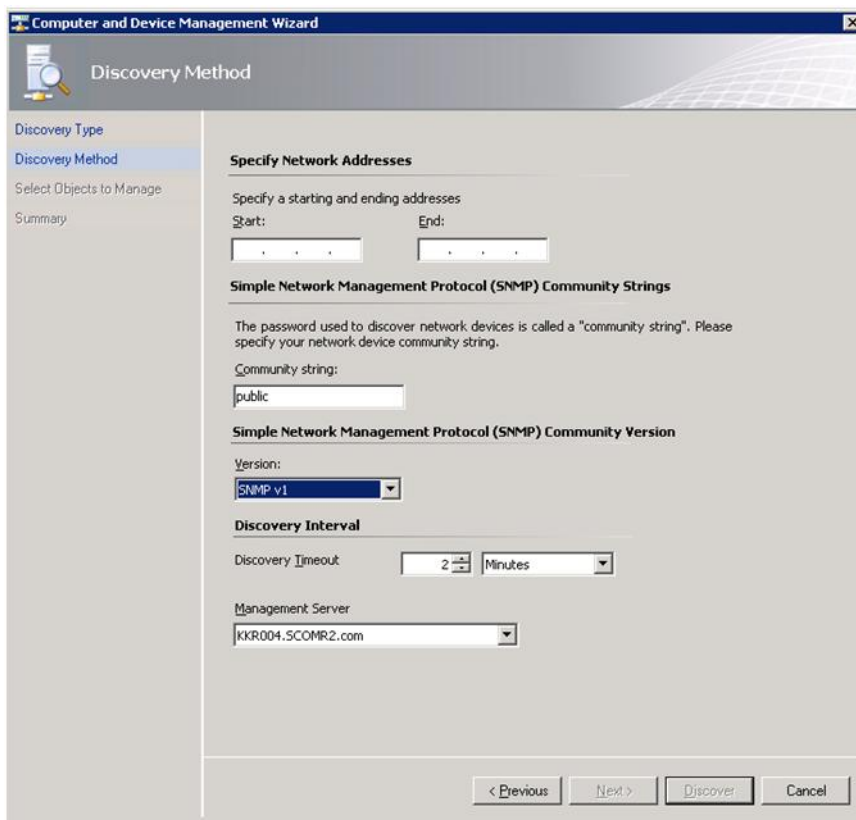 Computer and Device Management Wizard
Discovery Method
Discovery Type
Discovery Method
Select Objects to Manage
Summary
Specify Network Addresses
Specify a starting and ending addresses
Start: End:
. . . . . .
Simple Network Management Protocol (SNMP) Community Strings
The password used to discover network devices is called a "community string". Please
specify your network device community string.
Community string:
public
Simple Network Management Protocol (SNMP) Community Version
Version:
SNMP v1
Discovery Interval
Discovery Timeout 2 Minutes
Management Server
KKR004.SCOMR2.com
< Previous Next > Discover Cancel